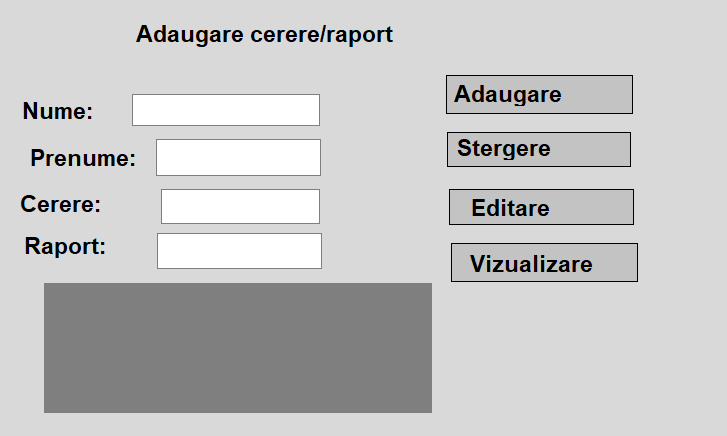 Adaugare cerere/raport
Nume:
Prenume:
Cerere:
Raport:
Adaugare
Stergere
Editare
Vizualizare